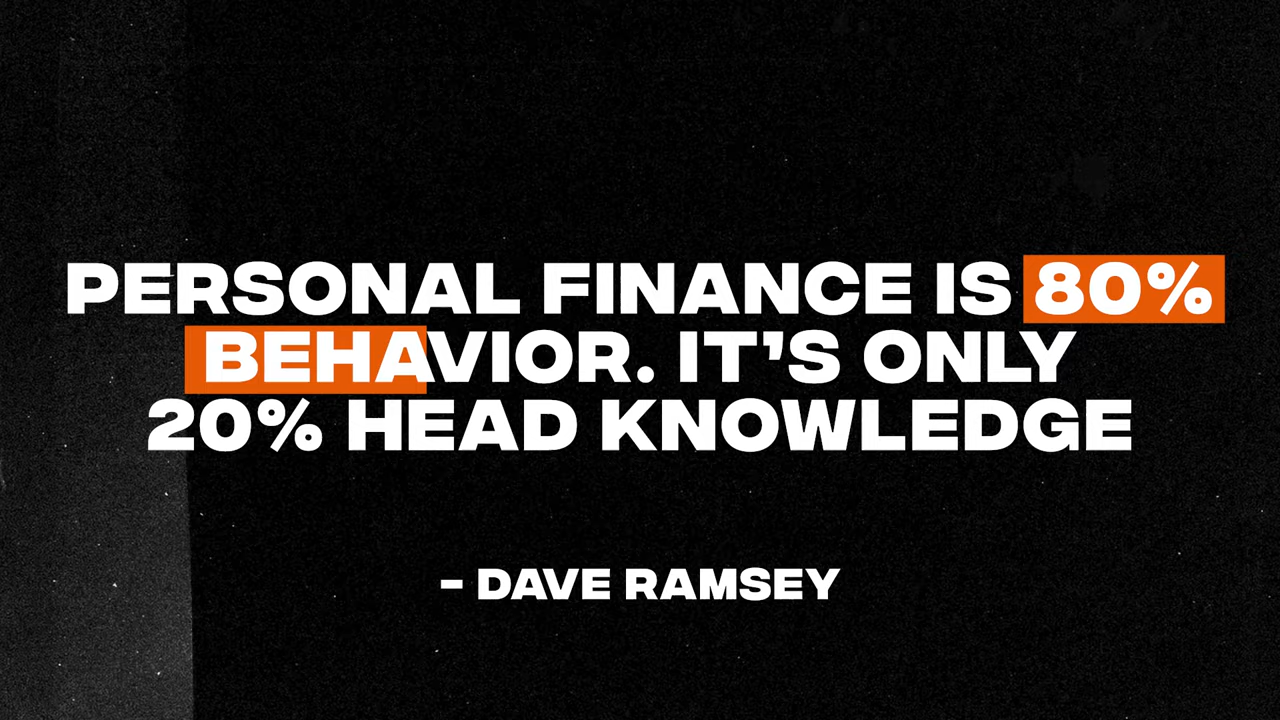 PERSONAL FINANCE IS 80%
BEHAVIOR. IT'S ONLY
20% HEAD KNOWLEDGE
- DAVE RAMSEY